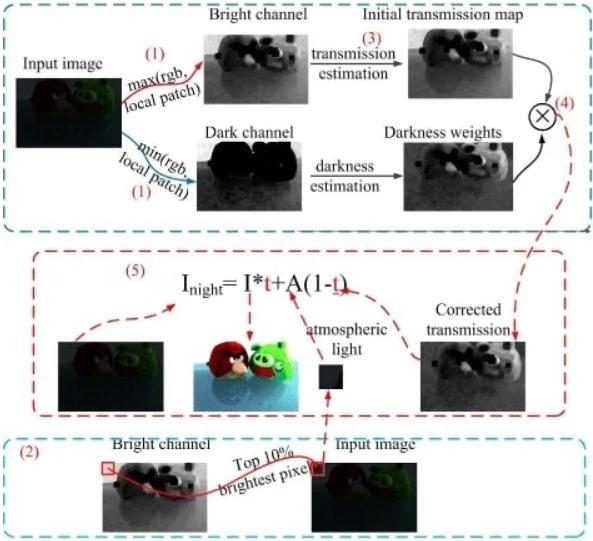 Bright channel
Initial transmission map
Input image
(1)
max(rgb,
local patch)
(3)
transmission
estimation
(4)
Dark channel
Darkness weights
min(rgb,
local patch)
(1)
darkness
estimation
(5)
I_night= I*t+A(1-t)
atmospheric
light
Corrected
transmission
(2)
Bright channel
Top 10%
brightest pixel
Input image